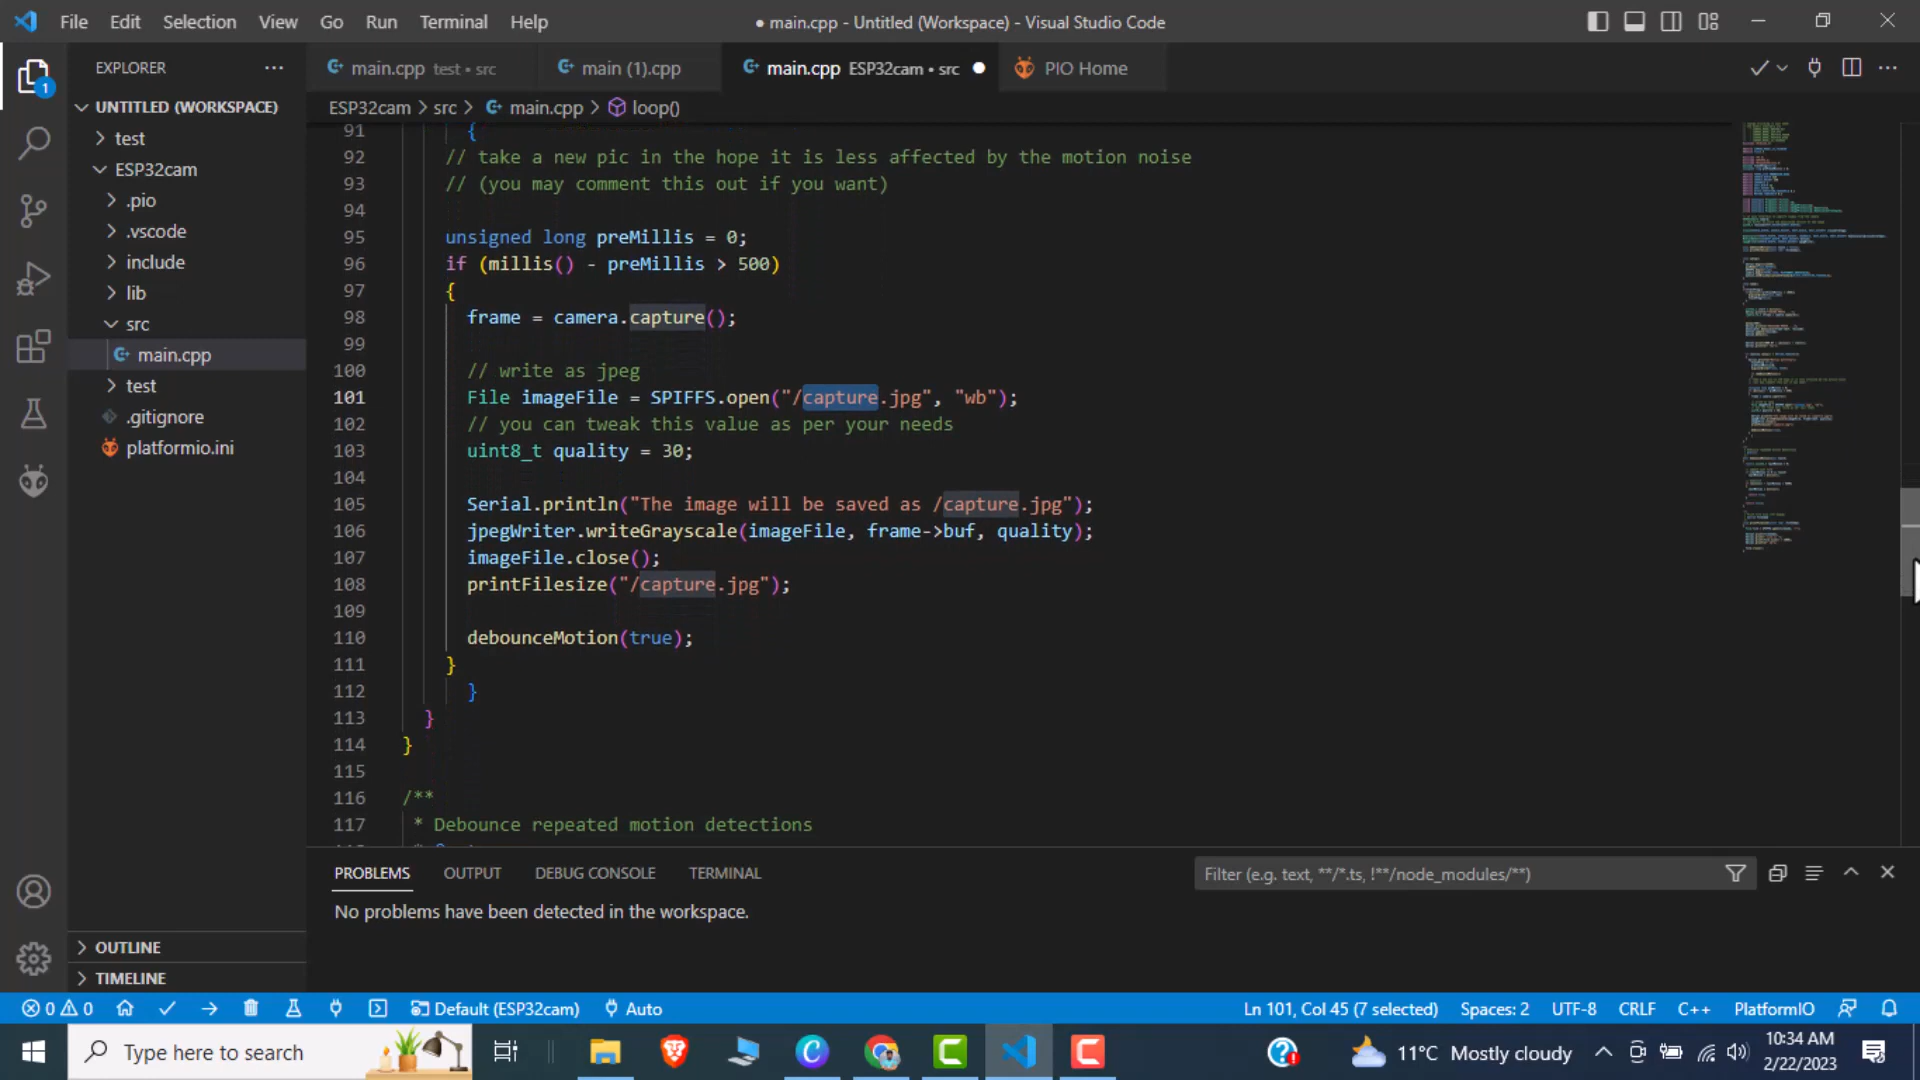 File Edit Selection View Go Run Terminal Help
● main.cpp - Untitled (Workspace) - Visual Studio Code
EXPLORER
main.cpp test • src
main (1).cpp
main.cpp ESP32cam • src
PIO Home
UNTITLED (WORKSPACE)
test
ESP32cam
.pio
.vscode
include
lib
src
main.cpp
test
.gitignore
platformio.ini
OUTLINE
TIMELINE
1
ESP32cam > src > main.cpp > loop()
91 {
92 // take a new pic in the hope it is less affected by the motion noise
93 // (you may comment this out if you want)
94
95 unsigned long preMillis = 0;
96 if (millis() - preMillis > 500)
97 {
98 frame = camera.capture();
99
100 // write as jpeg
101 File imageFile = SPIFFS.open("/capture.jpg", "wb");
102 // you can tweak this value as per your needs
103 uint8_t quality = 30;
104
105 Serial.println("The image will be saved as /capture.jpg");
106 jpegWriter.writeGrayscale(imageFile, frame->buf, quality);
107 imageFile.close();
108 printFilesize("/capture.jpg");
109
110 debounceMotion(true);
111 }
112 }
113 }
114 }
115
116 /**
117 * Debounce repeated motion detections
PROBLEMS OUTPUT DEBUG CONSOLE TERMINAL
Filter (e.g. text, **/*.ts, !**/node_modules/**)
No problems have been detected in the workspace.
0 0 Default (ESP32cam) Auto
Ln 101, Col 45 (7 selected) Spaces: 2 UTF-8 CRLF C++ PlatformIO
Type here to search
11°C Mostly cloudy
10:34 AM
2/22/2023